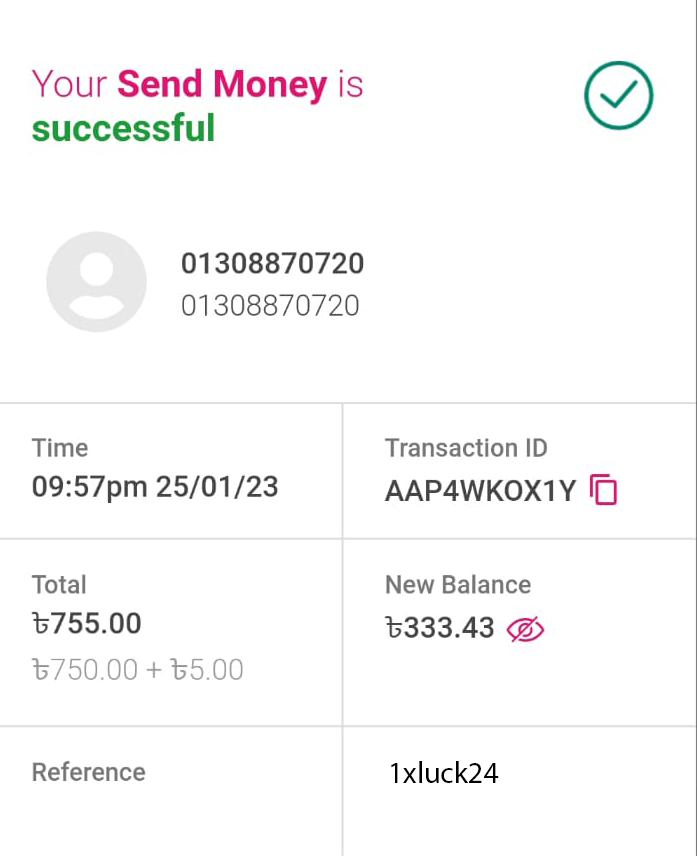 Your Send Money is
successful
01308870720
01308870720
Time
09:57pm 25/01/23
Transaction ID
AAP4WKOX1Y
Total
৳755.00
৳750.00 + ৳5.00
New Balance
৳333.43
Reference
1xluck24